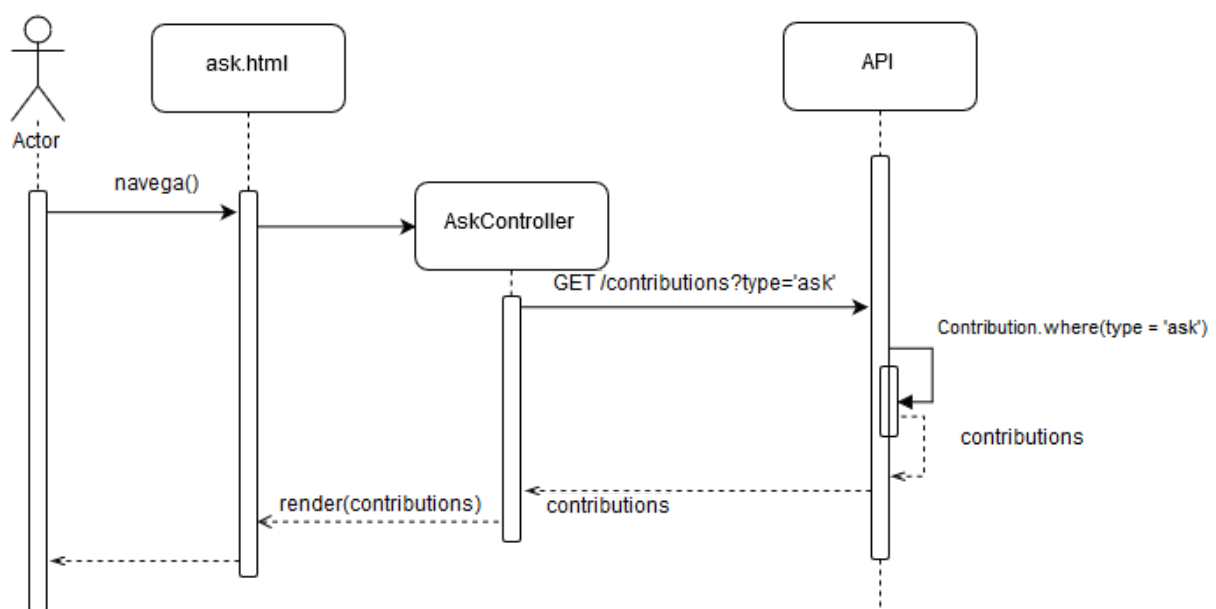 ask.html
API
Actor
navega()
AskController
GET /contributions?type='ask'
Contribution.where(type = 'ask')
contributions
render(contributions)
contributions